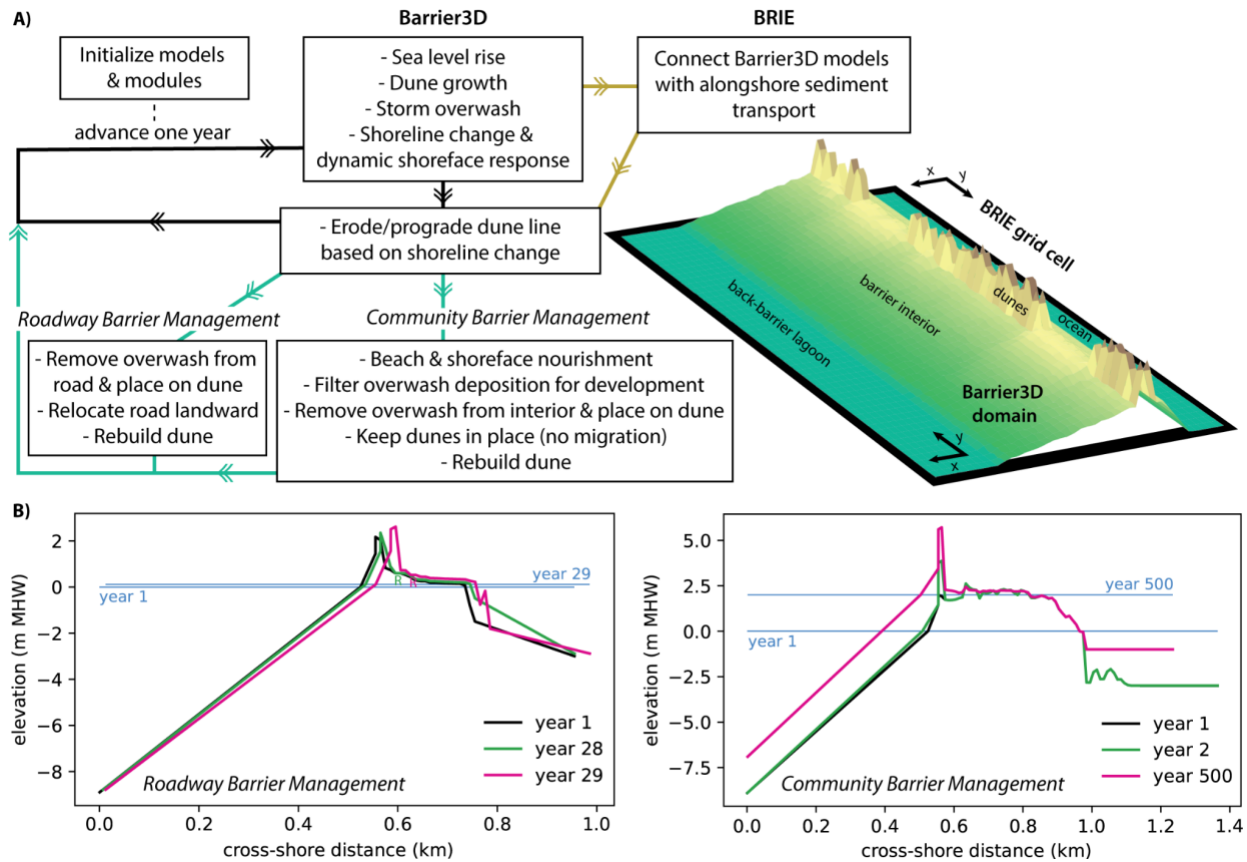 A)
Barrier3D
BRIE
Initialize models
& modules
advance one year
- Sea level rise
- Dune growth
- Storm overwash
- Shoreline change &
dynamic shoreface response
Connect Barrier3D models
with alongshore sediment
transport
- Erode/prograde dune line
based on shoreline change
Roadway Barrier Management
Community Barrier Management
- Remove overwash from
road & place on dune
- Relocate road landward
- Rebuild dune
- Beach & shoreface nourishment
- Filter overwash deposition for development
- Remove overwash from interior & place on dune
- Keep dunes in place (no migration)
- Rebuild dune
x
y
BRIE grid cell
ocean
dunes
barrier interior
back-barrier lagoon
Barrier3D
domain
y
x
B)
elevation (m MHW)
2
0
−2
−4
−6
−8
year 29
year 1
R
R
year 1
year 28
year 29
Roadway Barrier Management
0.0 0.2 0.4 0.6 0.8 1.0
cross-shore distance (km)
elevation (m MHW)
5.0
2.5
0.0
−2.5
−5.0
−7.5
year 500
year 1
year 1
year 2
year 500
Community Barrier Management
0.0 0.2 0.4 0.6 0.8 1.0 1.2 1.4
cross-shore distance (km)